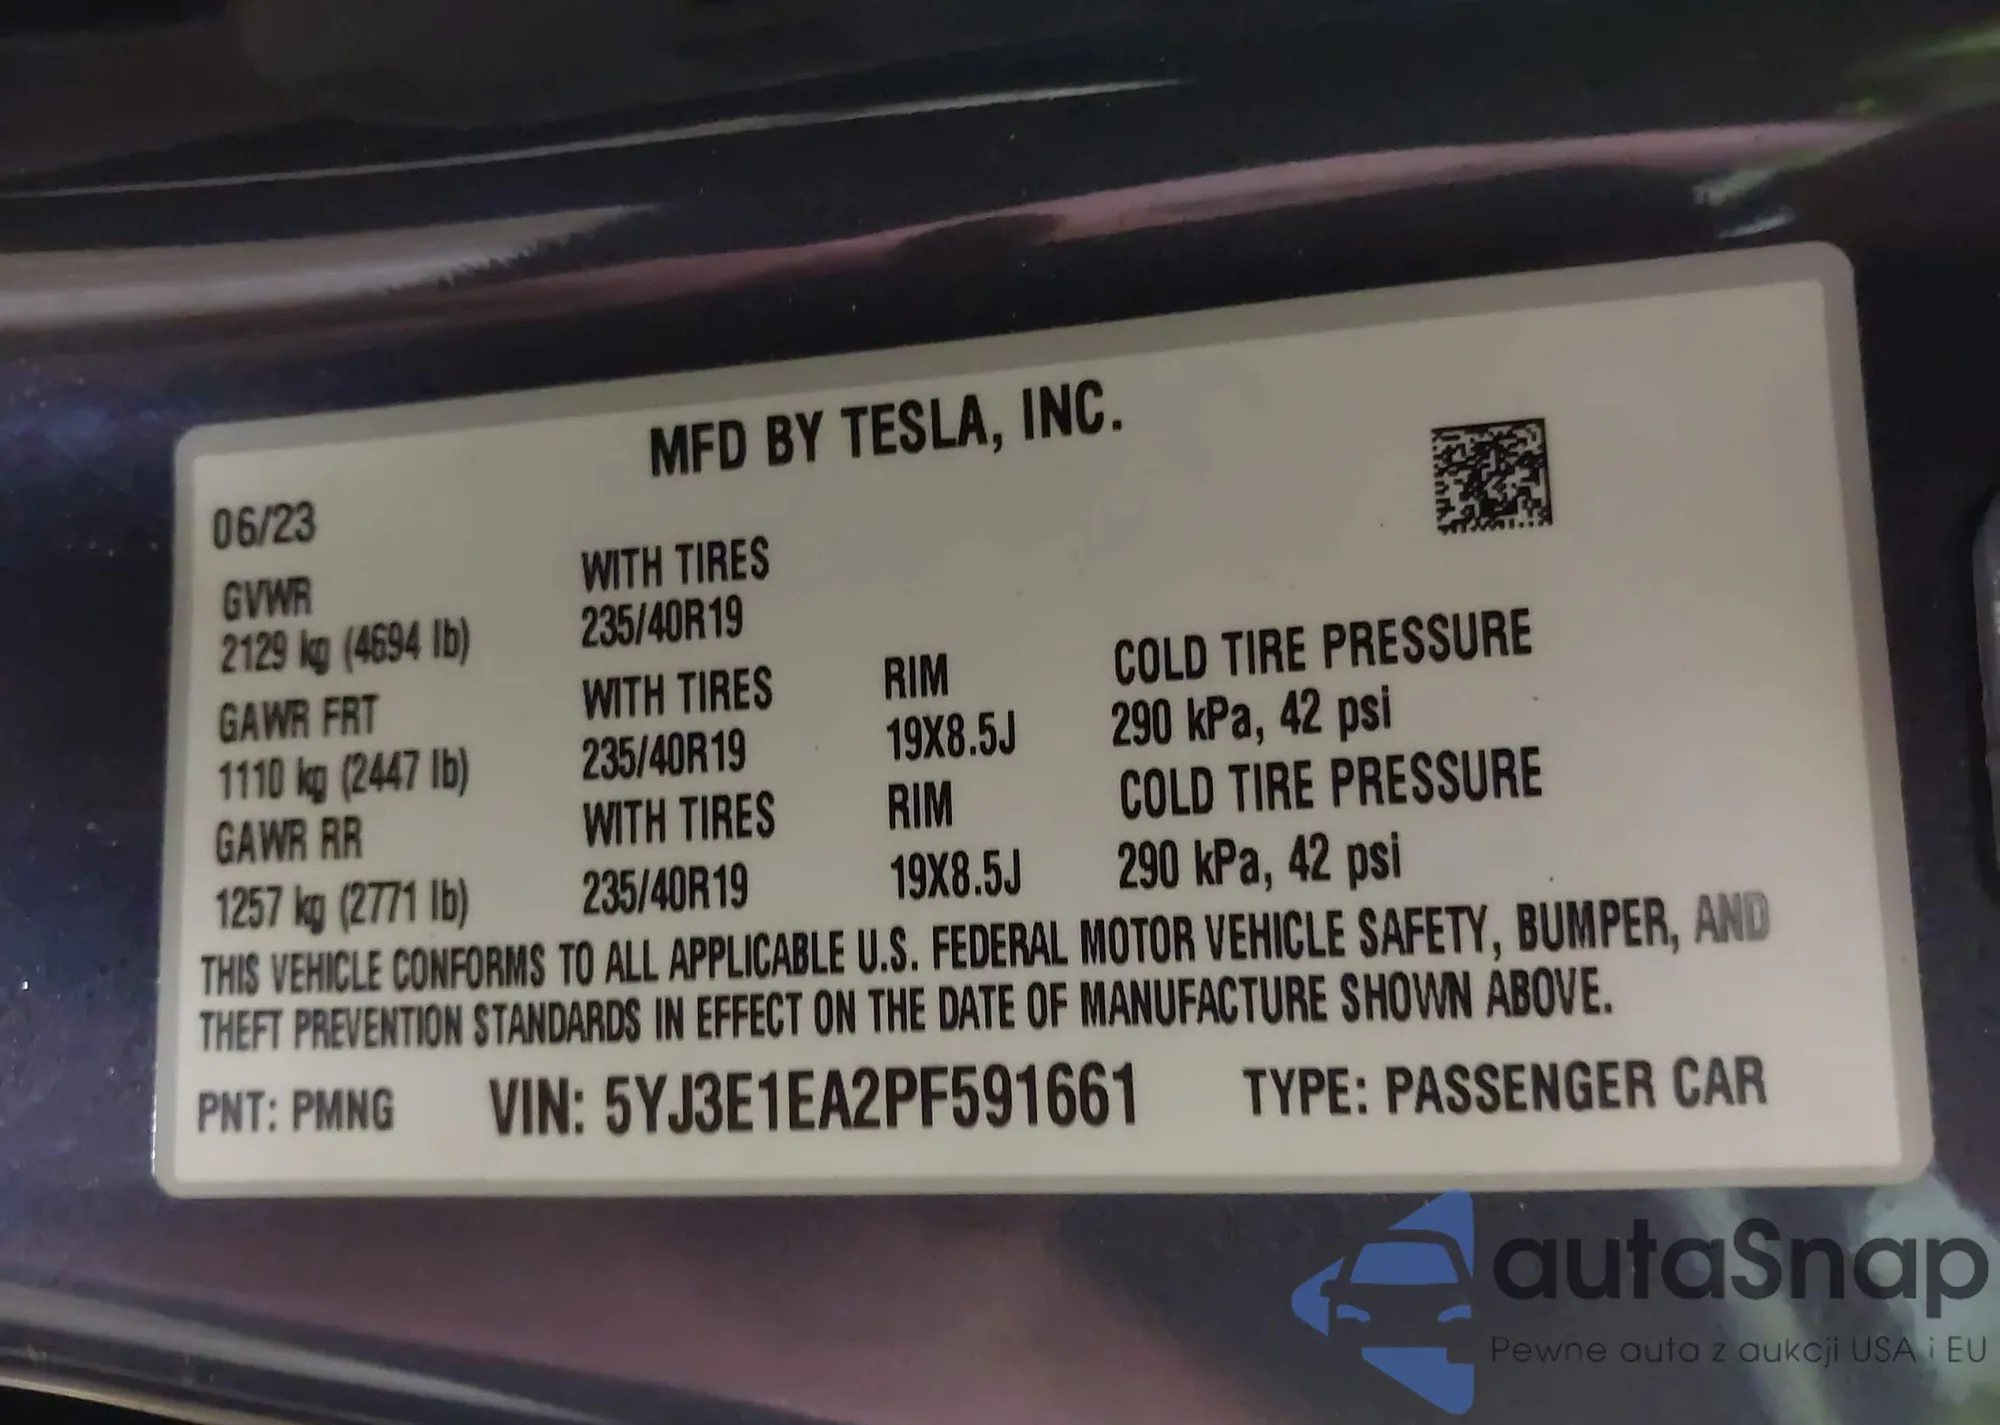 MFD BY TESLA, INC.
06/23
GVWR WITH TIRES
2129 kg (4694 lb) 235/40R19
GAWR FRT WITH TIRES RIM COLD TIRE PRESSURE
1110 kg (2447 lb) 235/40R19 19X8.5J 290 kPa, 42 psi
GAWR RR WITH TIRES RIM COLD TIRE PRESSURE
1257 kg (2771 lb) 235/40R19 19X8.5J 290 kPa, 42 psi
THIS VEHICLE CONFORMS TO ALL APPLICABLE U.S. FEDERAL MOTOR VEHICLE SAFETY, BUMPER, AND
THEFT PREVENTION STANDARDS IN EFFECT ON THE DATE OF MANUFACTURE SHOWN ABOVE.
PNT: PMNG VIN: 5YJ3E1EA2PF591661 TYPE: PASSENGER CAR
autaSnap
Pewne auta z aukcji USA i EU